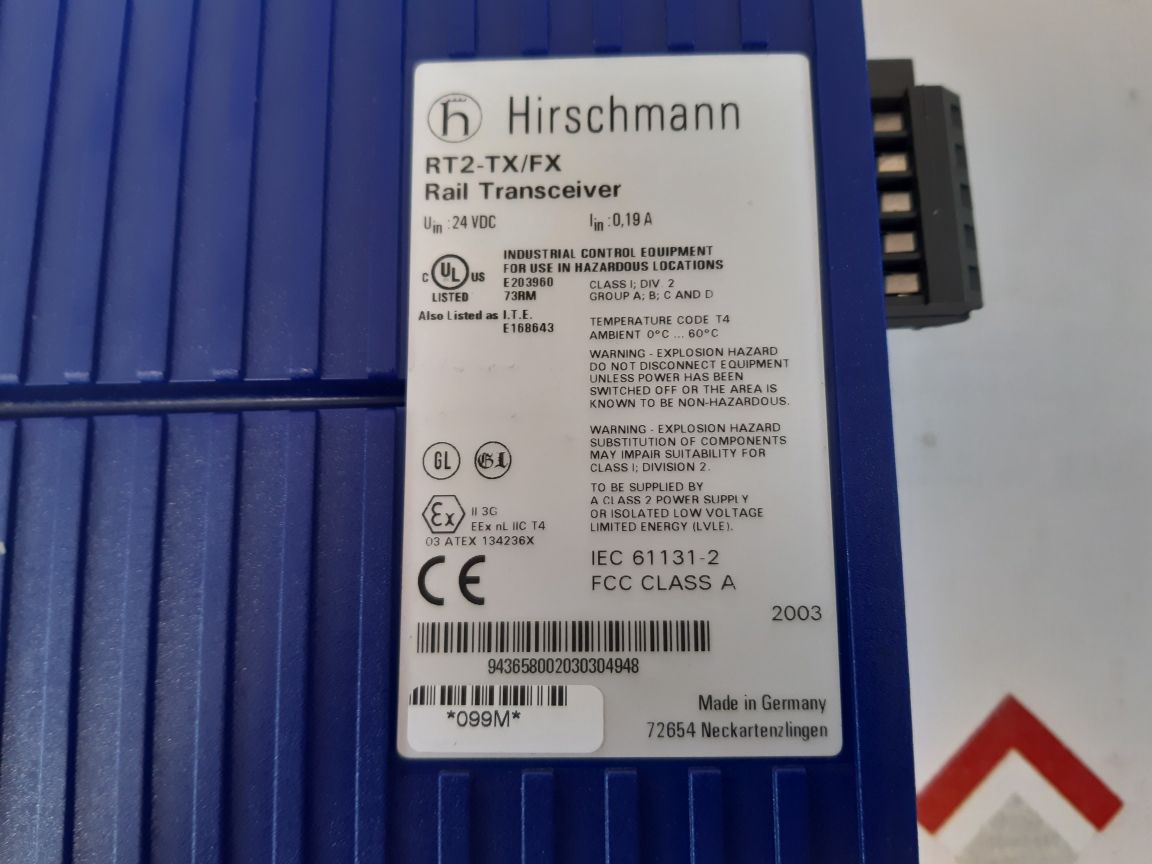 Hirschmann
RT2-TX/FX
Rail Transceiver
Uin : 24 VDC Iin : 0,19 A
C UL US
LISTED
INDUSTRIAL CONTROL EQUIPMENT
FOR USE IN HAZARDOUS LOCATIONS
E203960
73RM
Also Listed as I.T.E.
E168643
CLASS I; DIV. 2
GROUP A; B; C AND D
TEMPERATURE CODE T4
AMBIENT 0°C ... 60°C
WARNING - EXPLOSION HAZARD
DO NOT DISCONNECT EQUIPMENT
UNLESS POWER HAS BEEN
SWITCHED OFF OR THE AREA IS
KNOWN TO BE NON-HAZARDOUS.
WARNING - EXPLOSION HAZARD
SUBSTITUTION OF COMPONENTS
MAY IMPAIR SUITABILITY FOR
CLASS I; DIVISION 2.
TO BE SUPPLIED BY
A CLASS 2 POWER SUPPLY
OR ISOLATED LOW VOLTAGE
LIMITED ENERGY (LVLE).
GL GL
Ex II 3G
EEx nL IIC T4
03 ATEX 134236X
CE
IEC 61131-2
FCC CLASS A
2003
943658002030304948
*099M*
Made in Germany
72654 Neckartenzlingen